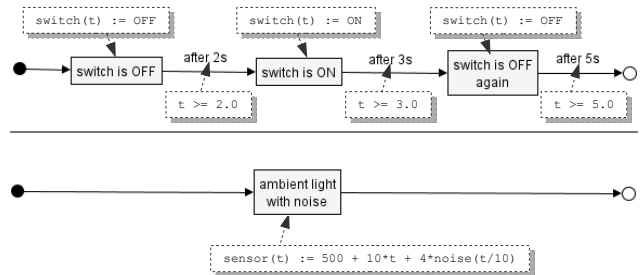 switch(t) := OFF
switch(t) := ON
switch(t) := OFF
switch is OFF
after 2s
switch is ON
after 3s
switch is OFF
again
after 5s
t >= 2.0
t >= 3.0
t >= 5.0
ambient light
with noise
sensor(t) := 500 + 10*t + 4*noise(t/10)